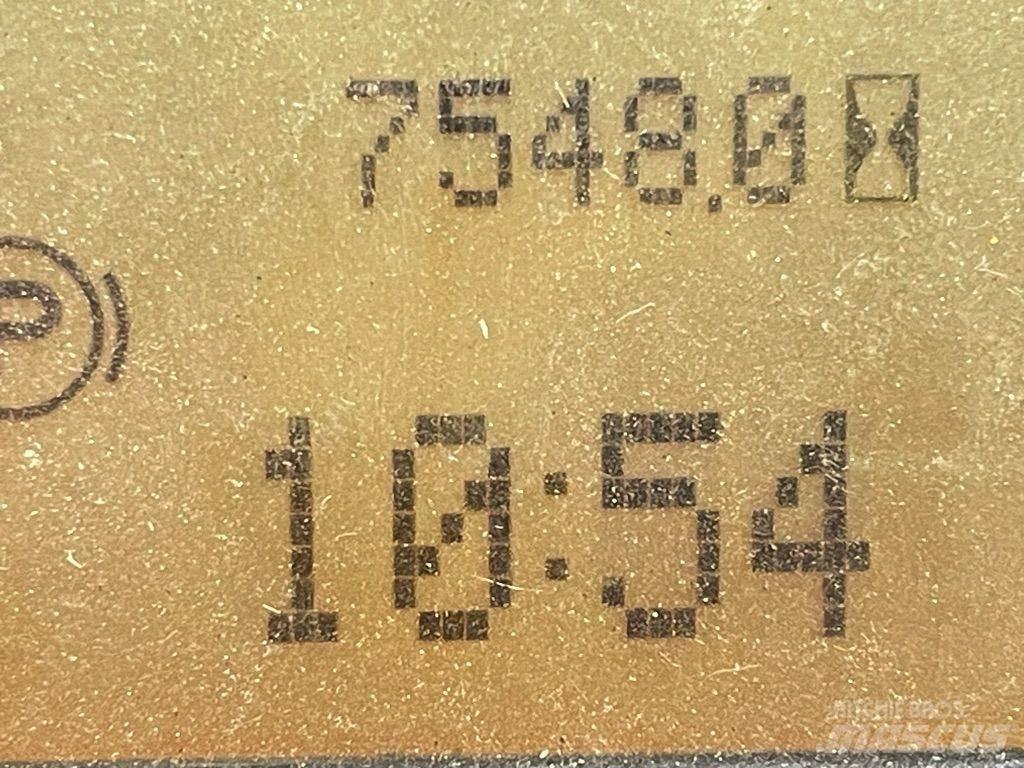 7548.0
P
10:54
RITCHIE BROS.
MASCUS